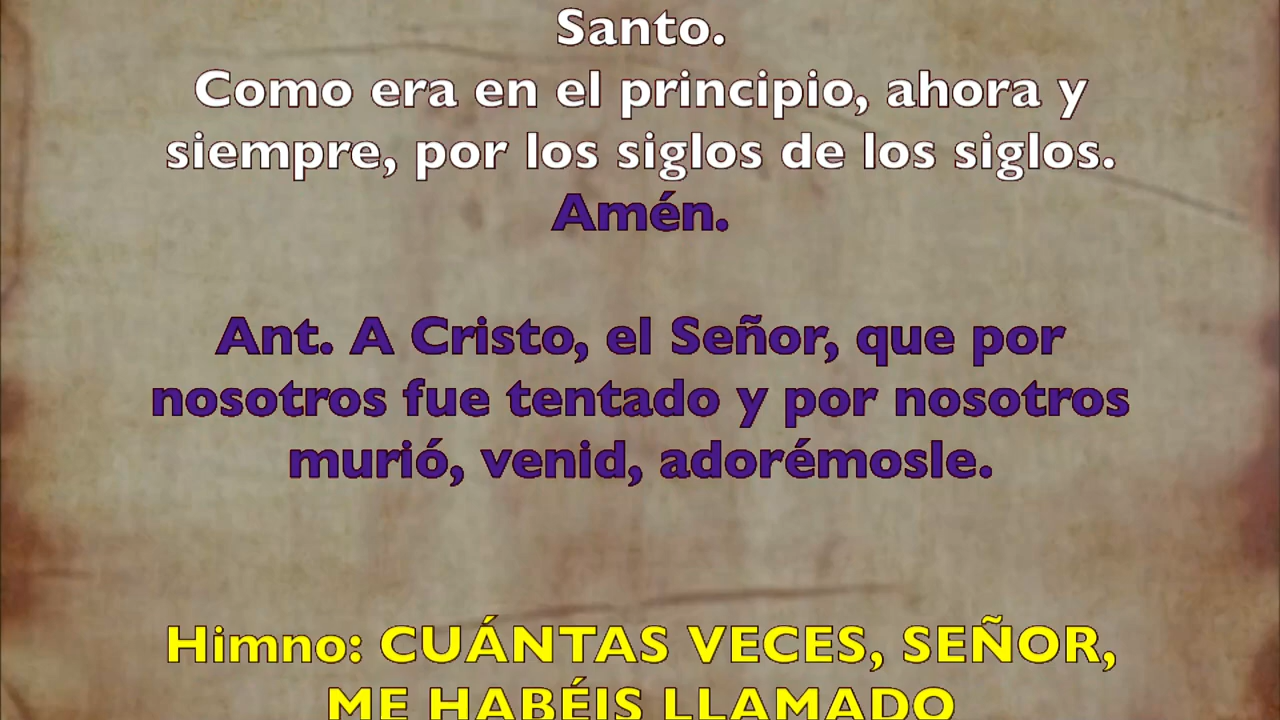 Santo.
Como era en el principio, ahora y
siempre, por los siglos de los siglos.
Amén.
Ant. A Cristo, el Señor, que por
nosotros fue tentado y por nosotros
murió, venid, adorémosle.
Himno: CUÁNTAS VECES, SEÑOR,
ME HABÉIS LLAMADO